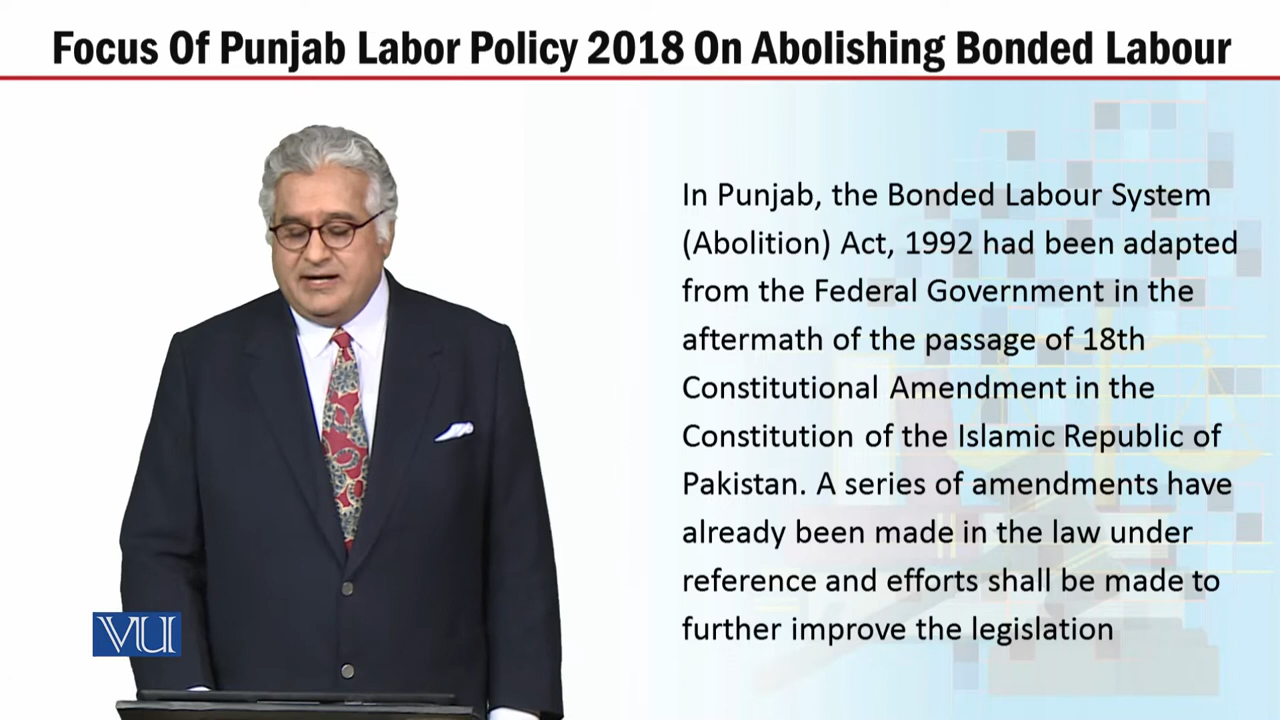 Focus Of Punjab Labor Policy 2018 On Abolishing Bonded Labour
In Punjab, the Bonded Labour System
(Abolition) Act, 1992 had been adapted
from the Federal Government in the
aftermath of the passage of 18th
Constitutional Amendment in the
Constitution of the Islamic Republic of
Pakistan. A series of amendments have
already been made in the law under
reference and efforts shall be made to
further improve the legislation
VU